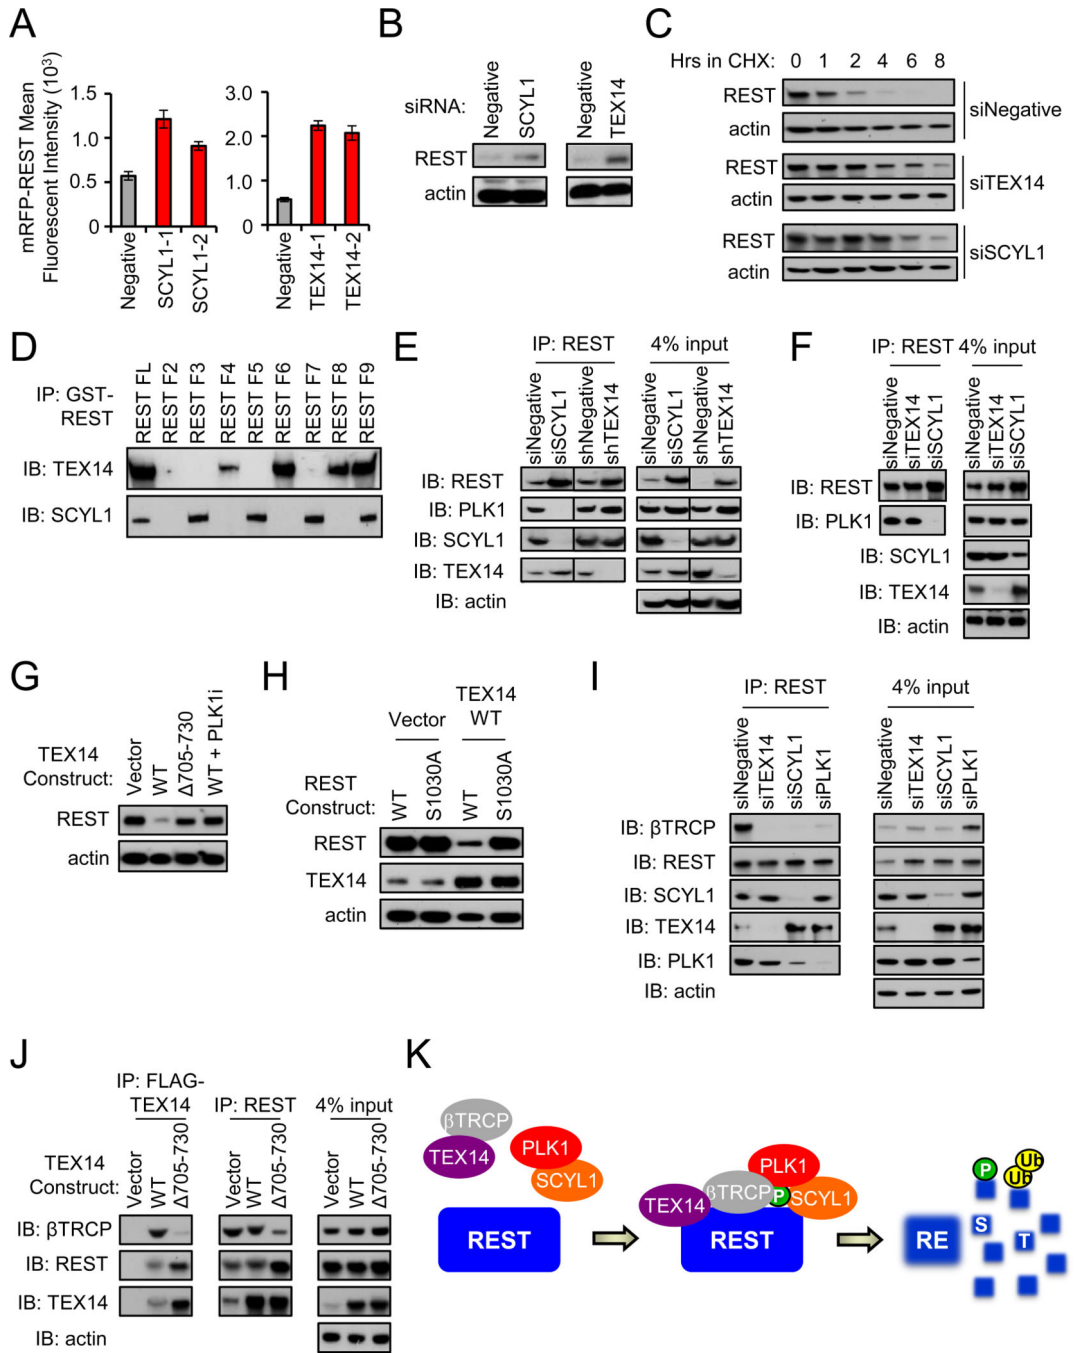 A
mRFP-REST Mean
Fluorescent Intensity (10³)
1.5
1.0
0.5
0
Negative
SCYL1-1
SCYL1-2
3.0
2.0
1.0
0
Negative
TEX14-1
TEX14-2
B
siRNA:
Negative
SCYL1
Negative
TEX14
REST
actin
C
Hrs in CHX: 0 1 2 4 6 8
REST
actin
siNegative
REST
actin
siTEX14
REST
actin
siSCYL1
D
IP: GST-
REST
REST FL
REST F2
REST F3
REST F4
REST F5
REST F6
REST F7
REST F8
REST F9
IB: TEX14
IB: SCYL1
E
IP: REST
4% input
siNegative
siSCYL1
shNegative
shTEX14
siNegative
siSCYL1
shNegative
shTEX14
IB: REST
IB: PLK1
IB: SCYL1
IB: TEX14
IB: actin
F
IP: REST
4% input
siNegative
siTEX14
siSCYL1
siNegative
siTEX14
siSCYL1
IB: REST
IB: PLK1
IB: SCYL1
IB: TEX14
IB: actin
G
TEX14
Construct:
Vector
WT
Δ705-730
WT + PLK1i
REST
actin
H
Vector
TEX14
WT
REST
Construct:
WT
S1030A
WT
S1030A
REST
TEX14
actin
I
IP: REST
4% input
siNegative
siTEX14
siSCYL1
siPLK1
siNegative
siTEX14
siSCYL1
siPLK1
IB: βTRCP
IB: REST
IB: SCYL1
IB: TEX14
IB: PLK1
IB: actin
J
IP: FLAG-
TEX14
IP: REST
4% input
TEX14
Construct:
Vector
WT
Δ705-730
Vector
WT
Δ705-730
Vector
WT
Δ705-730
IB: βTRCP
IB: REST
IB: TEX14
IB: actin
K
βTRCP
TEX14
PLK1
SCYL1
REST
PLK1
βTRCP
P
SCYL1
TEX14
REST
P
Ub
Ub
RE
S
T